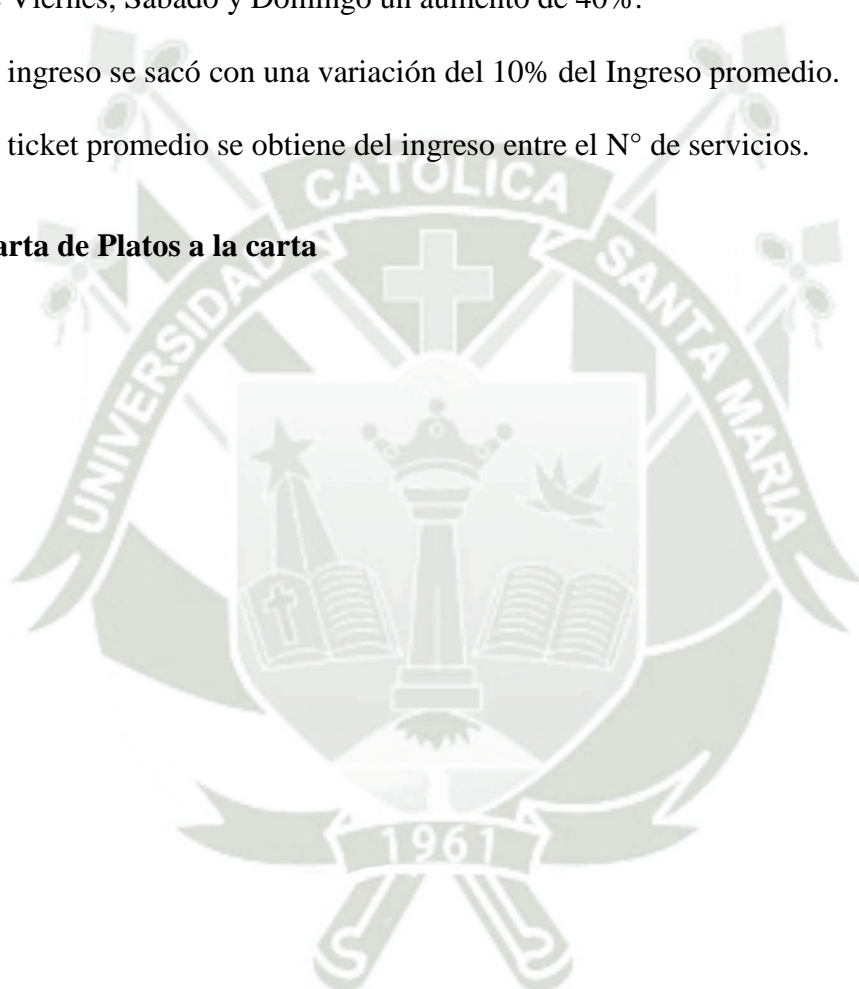 Viernes, Sábado y Domingo un aumento de 40%.
ingreso se sacó con una variación del 10% del Ingreso promedio.
ticket promedio se obtiene del ingreso entre el N° de servicios.
arta de Platos a la carta
UNIVERSIDAD CATOLICA SANTA MARIA
1961